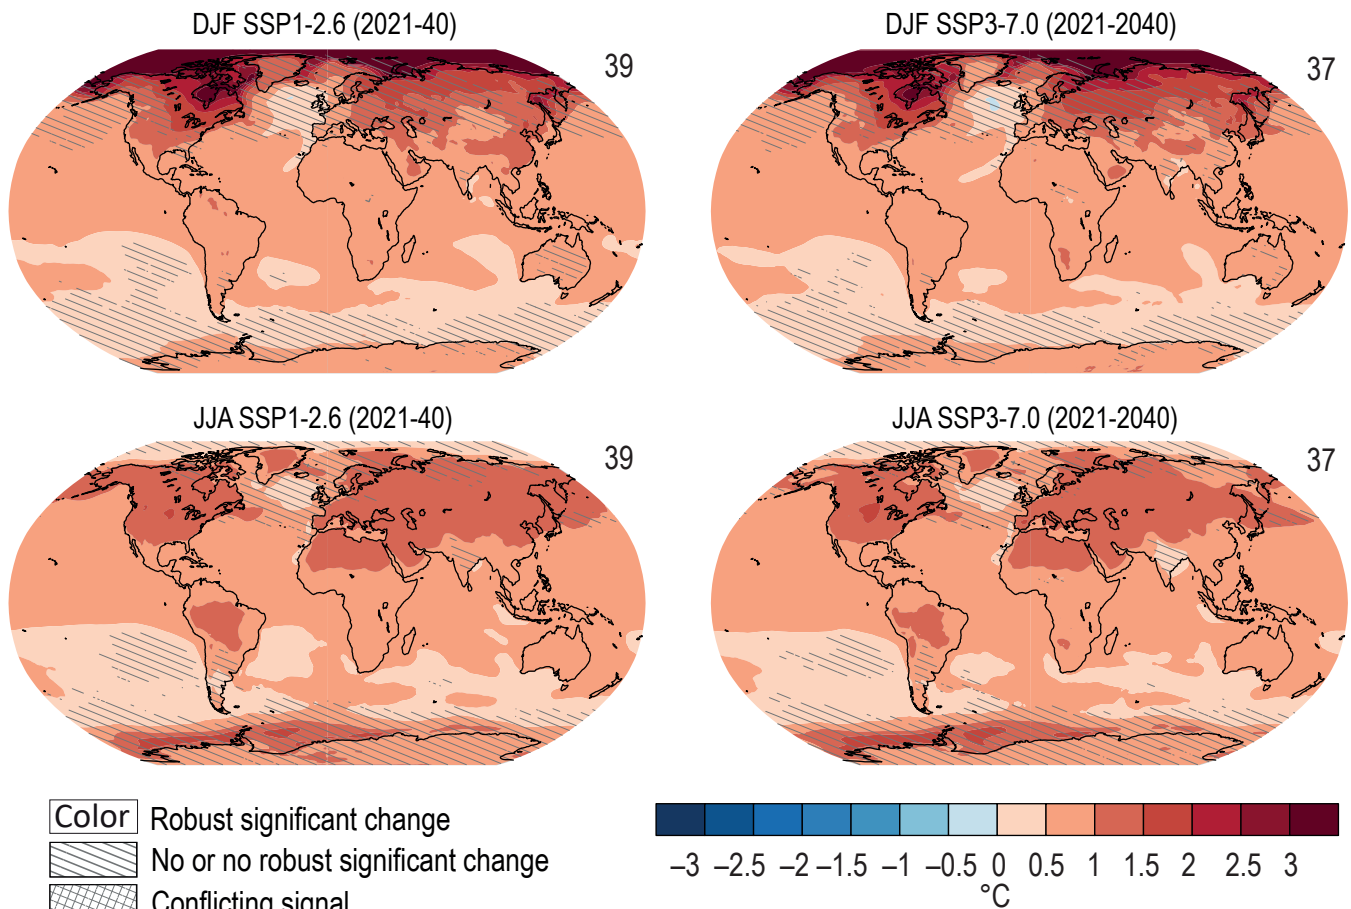 DJF SSP1-2.6 (2021-40)
39
DJF SSP3-7.0 (2021-2040)
37
JJA SSP1-2.6 (2021-40)
39
JJA SSP3-7.0 (2021-2040)
37
Color Robust significant change
No or no robust significant change
Conflicting signal
–3 –2.5 –2 –1.5 –1 –0.5 0 0.5 1 1.5 2 2.5 3
°C